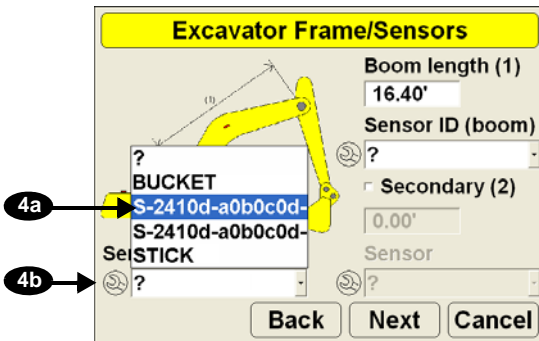 Excavator Frame/Sensors
Boom length (1)
16.40'
(1)
Sensor ID (boom)
?
?
BUCKET
S-2410d-a0b0c0d-
S-2410d-a0b0c0d-
STICK
4a
Secondary (2)
0.00'
Sensor
?
4b
?
Back
Next
Cancel